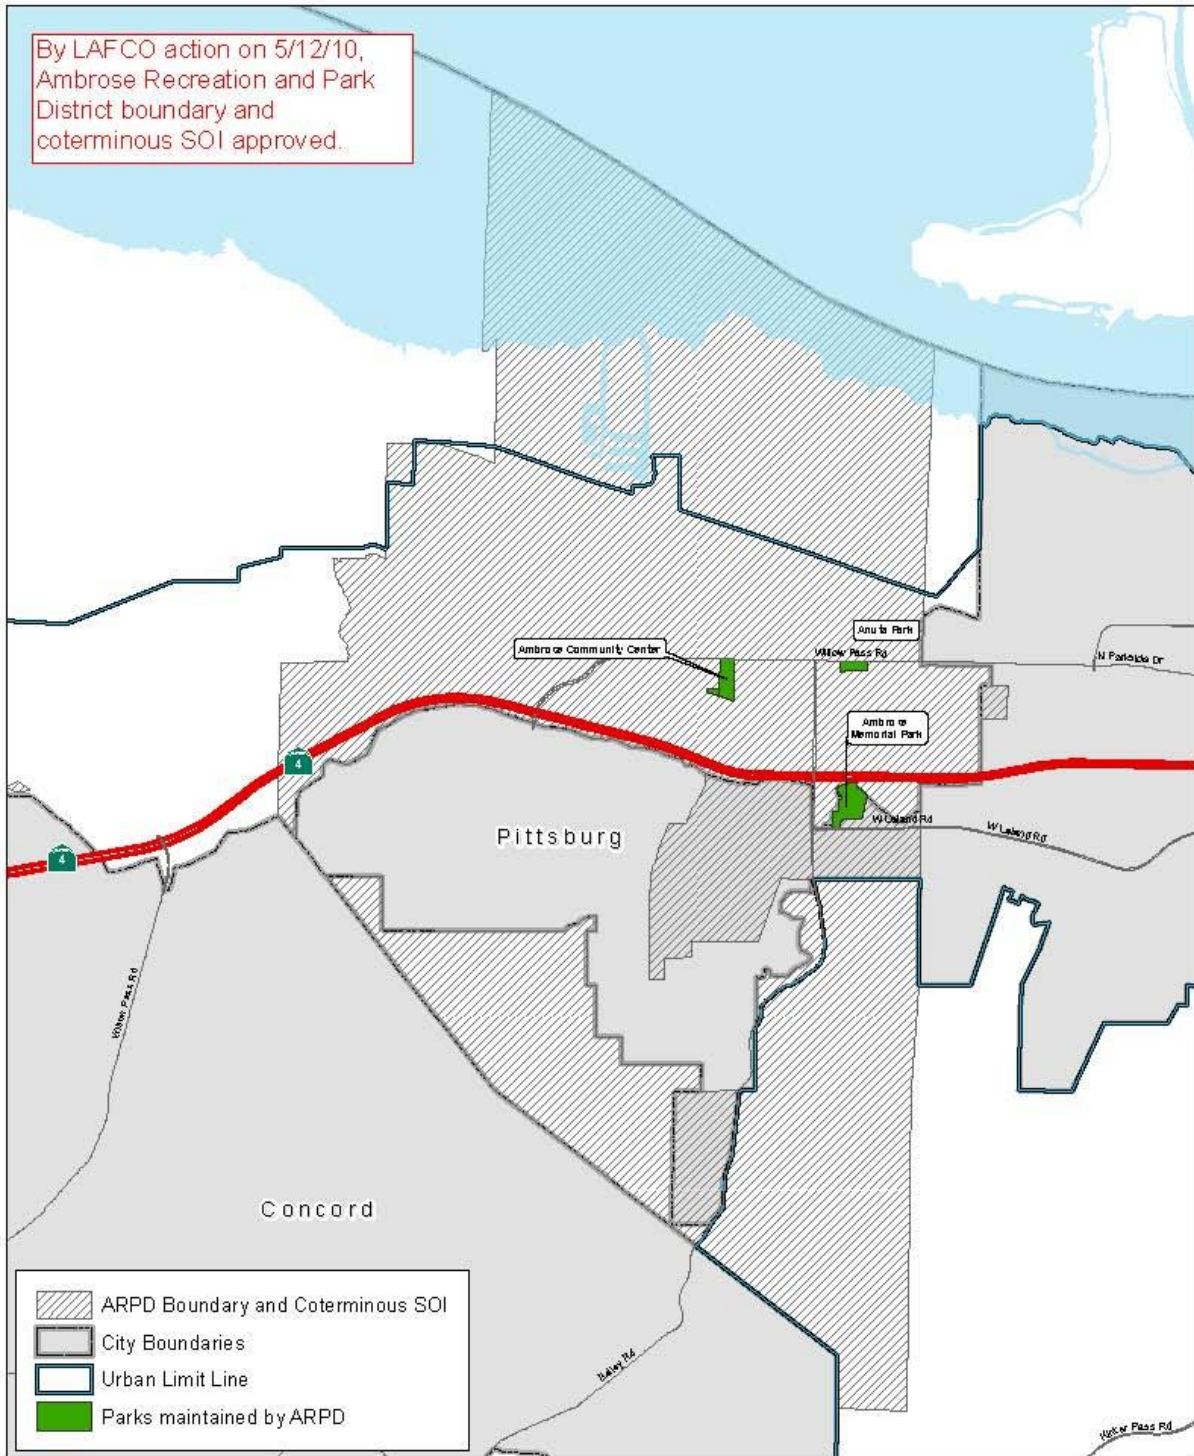 By LAFCO action on 5/12/10,
Ambrose Recreation and Park
District boundary and
coterminous SOI approved.
Ambrose Community Center
Anuta Park
Willow Pass Rd
N Parkside Dr
Ambrose
Memorial Park
4
W Leland Rd
W Leland Rd
Pittsburg
4
Willow Pass Rd
Concord
ARPD Boundary and Coterminous SOI
City Boundaries
Urban Limit Line
Parks maintained by ARPD
Bailey Rd
Kirker Pass Rd